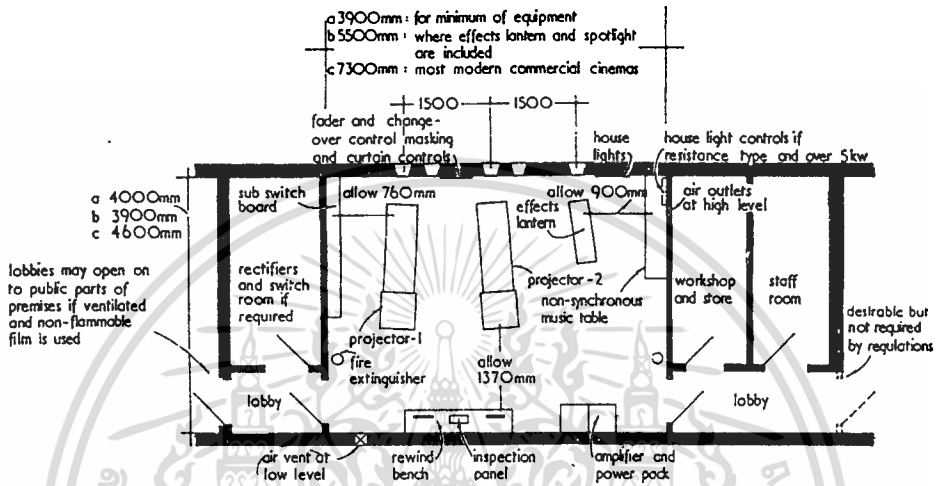 a 3900mm: for minimum of equipment
b 5500mm: where effects lantern and spotlight
are included
c 7300mm: most modern commercial cinemas
1500
1500
fader and change-
over control masking
and curtain controls
house
lights
house light controls if
resistance type and over 5kw
a 4000mm
b 3900mm
c 4600mm
sub switch
board
allow 760mm
allow 900mm
effects
lantern
air outlets
at high level
lobbies may open on
to public parts of
premises if ventilated
and non-flammable
film is used
rectifiers
and switch
room if
required
projector-2
non-synchronous
music table
workshop
and store
staff
room
desirable but
not required
by regulations
projector-1
fire
extinguisher
allow
1370mm
lobby
lobby
air vent at
low level
rewind
bench
inspection
panel
amplifier and
power pack